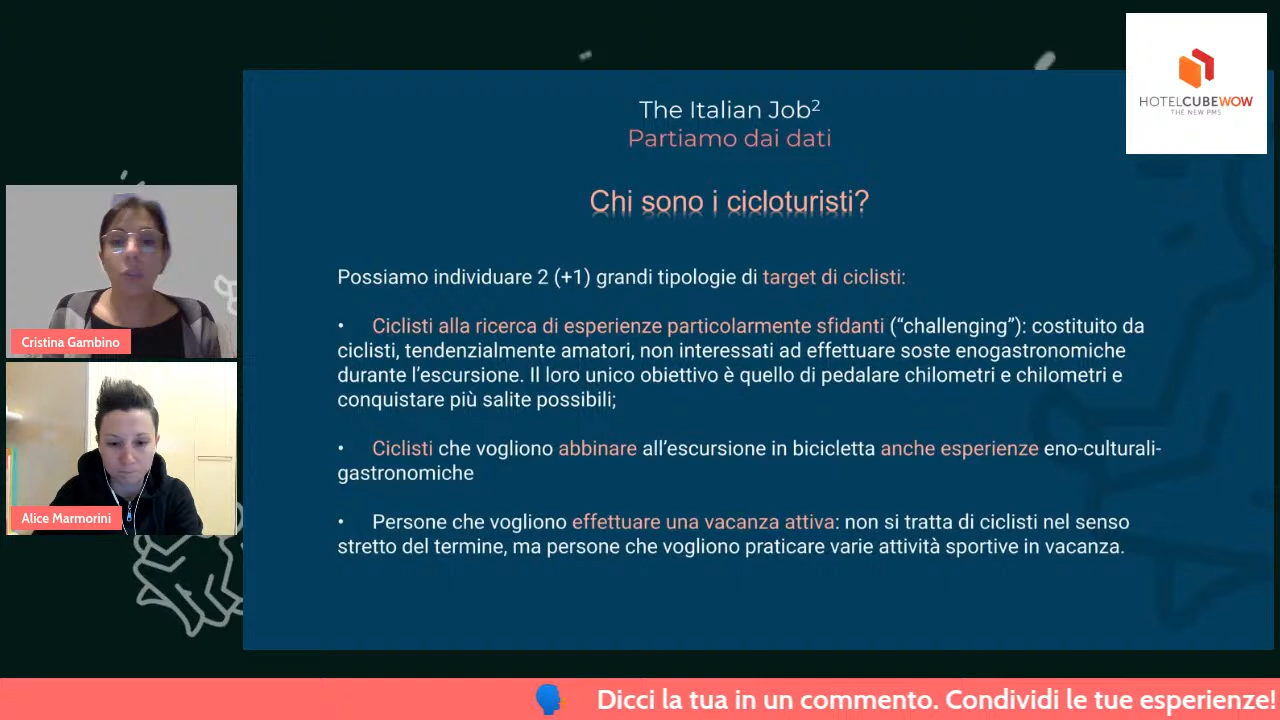 HOTELCUBEWOW
THE NEW PMS
The Italian Job²
Partiamo dai dati
Chi sono i cicloturisti?
Possiamo individuare 2 (+1) grandi tipologie di target di ciclisti:
• Ciclisti alla ricerca di esperienze particolarmente sfidanti (“challenging”): costituito da
ciclisti, tendenzialmente amatori, non interessati ad effettuare soste enogastronomiche
durante l’escursione. Il loro unico obiettivo è quello di pedalare chilometri e chilometri e
conquistare più salite possibili;
• Ciclisti che vogliono abbinare all’escursione in bicicletta anche esperienze eno-culturali-
gastronomiche
• Persone che vogliono effettuare una vacanza attiva: non si tratta di ciclisti nel senso
stretto del termine, ma persone che vogliono praticare varie attività sportive in vacanza.
Cristina Gambino
Alice Marmorini
Dicci la tua in un commento. Condividi le tue esperienze!